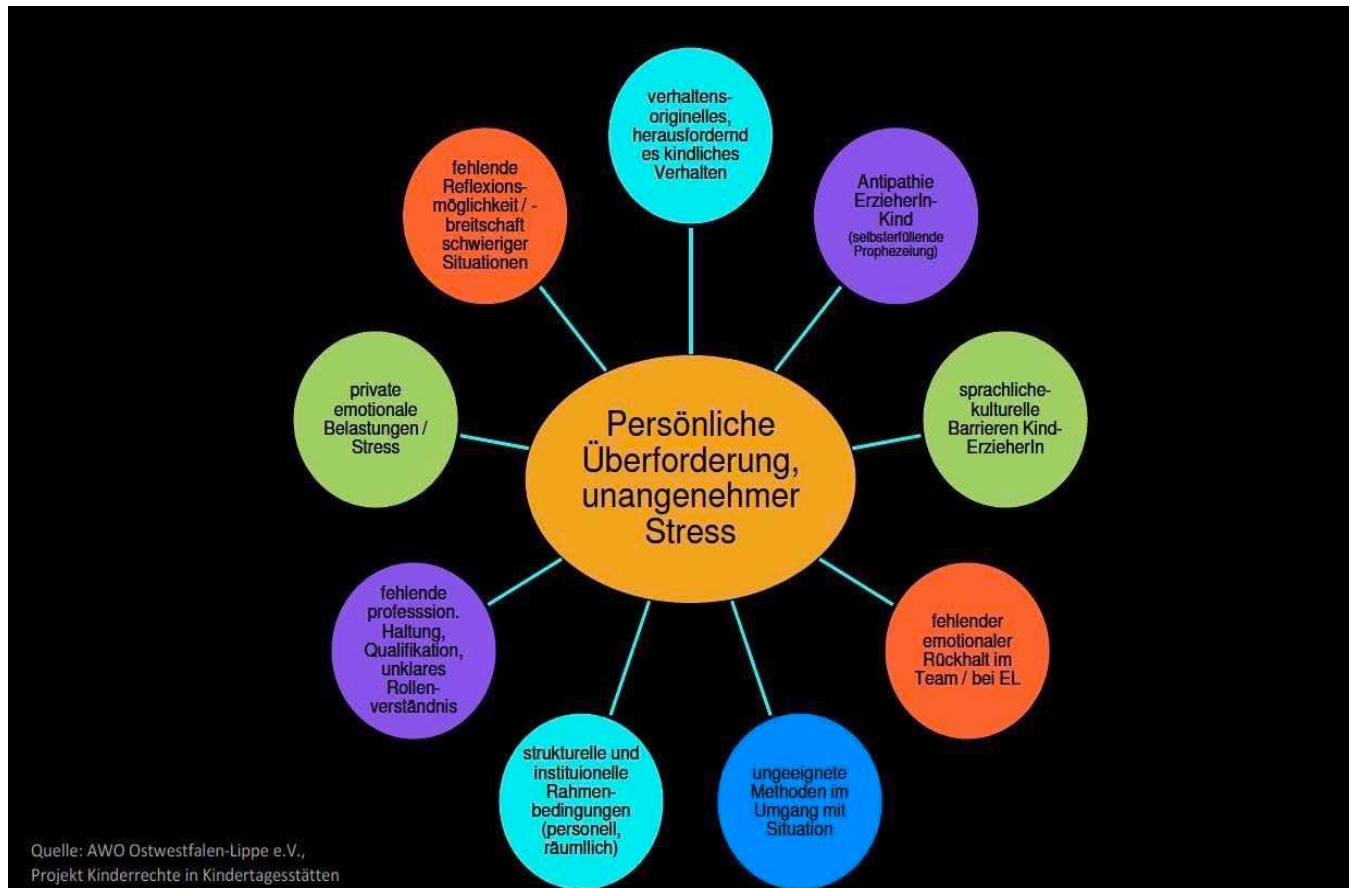 verhaltens-
originelles,
herausfordernd
es kindliches
Verhalten
Antipathie
ErzieherIn-
Kind
(selbsterfüllende
Prophezeiung)
sprachliche-
kulturelle
Barrieren Kind-
ErzieherIn
fehlender
emotionaler
Rückhalt im
Team / bei EL
ungeeignete
Methoden im
Umgang mit
Situation
strukturelle und
instituionelle
Rahmen-
bedingungen
(personell,
räumllich)
fehlende
professsion.
Haltung,
Qualifikation,
unklares
Rollen-
verständnis
private
emotionale
Belastungen /
Stress
fehlende
Reflexions-
möglichkeit / -
breitschaft
schwieriger
Situationen
Persönliche
Überforderung,
unangenehmer
Stress
Quelle: AWO Ostwestfalen-Lippe e.V.,
Projekt Kinderrechte in Kindertagesstätten